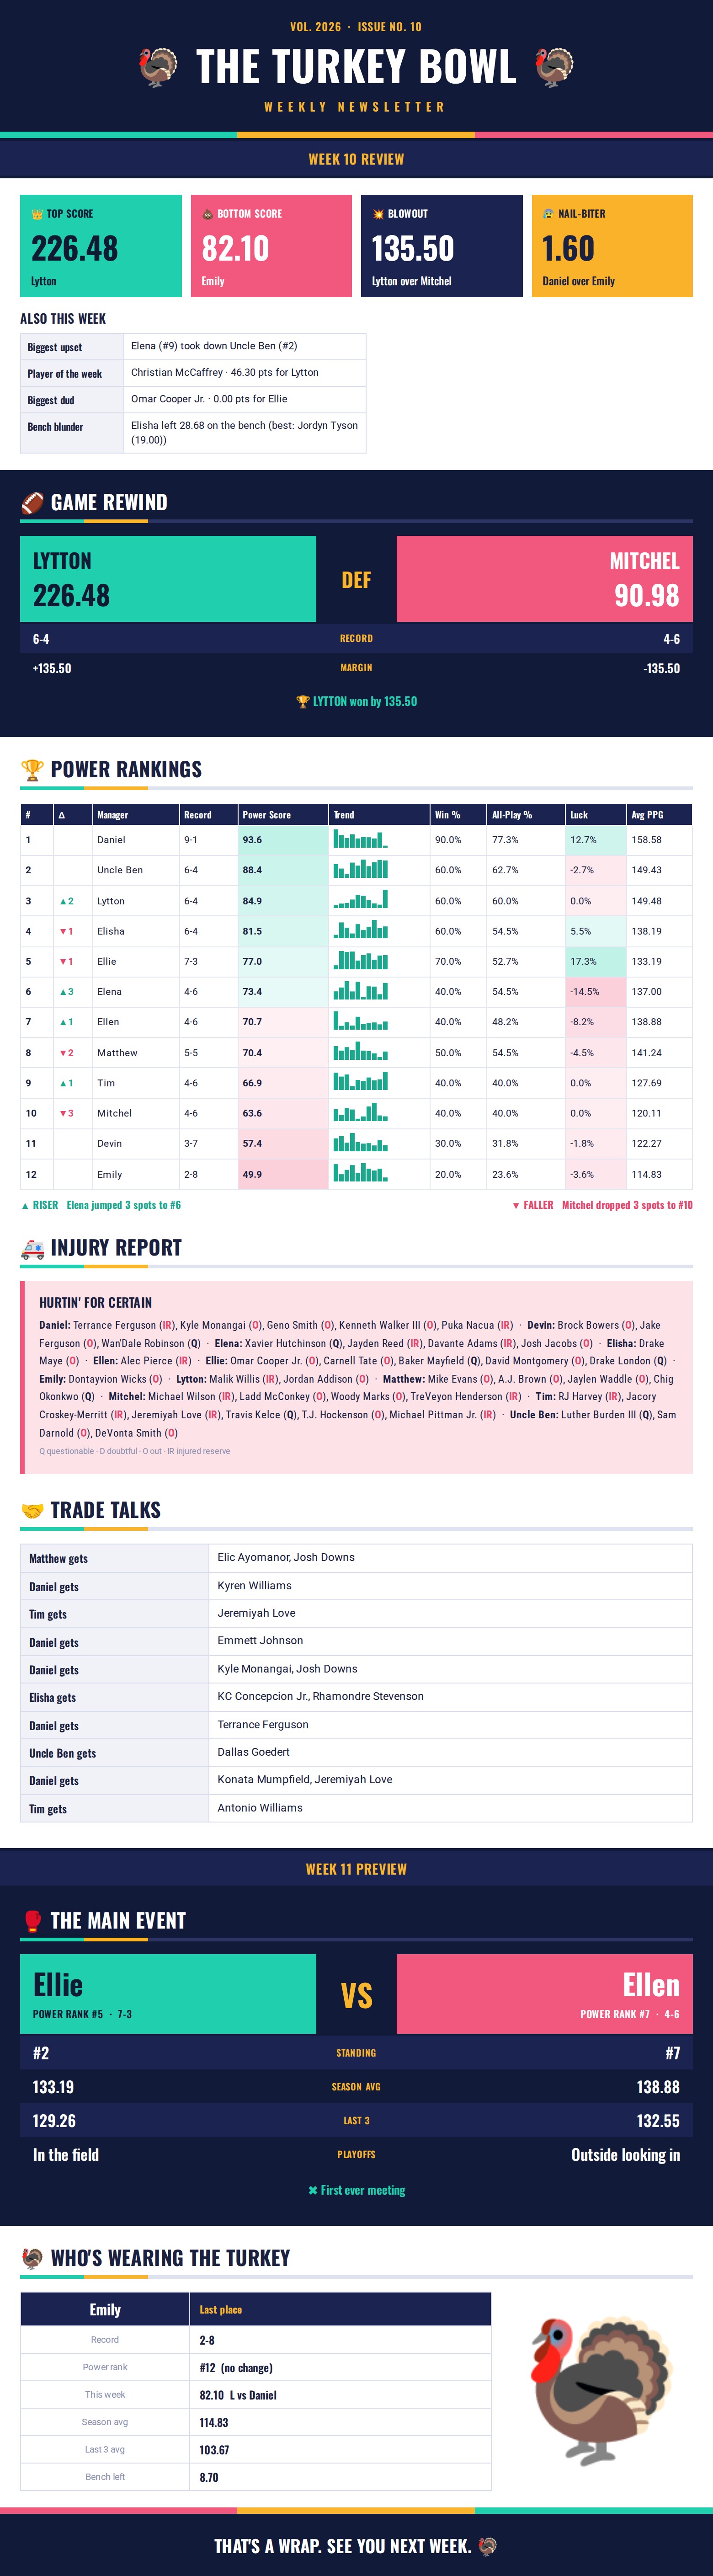 VOL. 2026 · ISSUE NO. 10
THE TURKEY BOWL
WEEKLY NEWSLETTER
WEEK 10 REVIEW
TOP SCORE
226.48
Lytton
BOTTOM SCORE
82.10
Emily
BLOWOUT
135.50
Lytton over Mitchel
NAIL-BITER
1.60
Daniel over Emily
ALSO THIS WEEK
Biggest upset Elena (#9) took down Uncle Ben (#2)
Player of the week Christian McCaffrey · 46.30 pts for Lytton
Biggest dud Omar Cooper Jr. · 0.00 pts for Ellie
Bench blunder Elisha left 28.68 on the bench (best: Jordyn Tyson
(19.00))
GAME REWIND
LYTTON
226.48
DEF
MITCHEL
90.98
6-4 RECORD 4-6
+135.50 MARGIN -135.50
LYTTON won by 135.50
POWER RANKINGS
# Δ Manager Record Power Score Trend Win % All-Play % Luck Avg PPG
1 Daniel 9-1 93.6 90.0% 77.3% 12.7% 158.58
2 Uncle Ben 6-4 88.4 60.0% 62.7% -2.7% 149.43
3 ▲2 Lytton 6-4 84.9 60.0% 60.0% 0.0% 149.48
4 ▼1 Elisha 6-4 81.5 60.0% 54.5% 5.5% 138.19
5 ▼1 Ellie 7-3 77.0 70.0% 52.7% 17.3% 133.19
6 ▲3 Elena 4-6 73.4 40.0% 54.5% -14.5% 137.00
7 ▲1 Ellen 4-6 70.7 40.0% 48.2% -8.2% 138.88
8 ▼2 Matthew 5-5 70.4 50.0% 54.5% -4.5% 141.24
9 ▲1 Tim 4-6 66.9 40.0% 40.0% 0.0% 127.69
10 ▼3 Mitchel 4-6 63.6 40.0% 40.0% 0.0% 120.11
11 Devin 3-7 57.4 30.0% 31.8% -1.8% 122.27
12 Emily 2-8 49.9 20.0% 23.6% -3.6% 114.83
▲ RISER Elena jumped 3 spots to #6
▼ FALLER Mitchel dropped 3 spots to #10
INJURY REPORT
HURTIN' FOR CERTAIN
Daniel: Terrance Ferguson (IR), Kyle Monangai (O), Geno Smith (O), Kenneth Walker III (O), Puka Nacua (IR) · Devin: Brock Bowers (O), Jake
Ferguson (O), Wan'Dale Robinson (Q) · Elena: Xavier Hutchinson (Q), Jayden Reed (IR), Davante Adams (IR), Josh Jacobs (O) · Elisha: Drake
Maye (O) · Ellen: Alec Pierce (IR) · Ellie: Omar Cooper Jr. (O), Carnell Tate (O), Baker Mayfield (Q), David Montgomery (O), Drake London (Q) ·
Emily: Dontayvion Wicks (O) · Lytton: Malik Willis (IR), Jordan Addison (O) · Matthew: Mike Evans (O), A.J. Brown (O), Jaylen Waddle (O), Chig
Okonkwo (Q) · Mitchel: Michael Wilson (IR), Ladd McConkey (O), Woody Marks (O), TreVeyon Henderson (IR) · Tim: RJ Harvey (IR), Jacory
Croskey-Merritt (IR), Jeremiyah Love (IR), Travis Kelce (Q), T.J. Hockenson (O), Michael Pittman Jr. (IR) · Uncle Ben: Luther Burden III (Q), Sam
Darnold (O), DeVonta Smith (O)
Q questionable · D doubtful · O out · IR injured reserve
TRADE TALKS
Matthew gets Elic Ayomanor, Josh Downs
Daniel gets Kyren Williams
Tim gets Jeremiyah Love
Daniel gets Emmett Johnson
Daniel gets Kyle Monangai, Josh Downs
Elisha gets KC Concepcion Jr., Rhamondre Stevenson
Daniel gets Terrance Ferguson
Uncle Ben gets Dallas Goedert
Daniel gets Konata Mumpfield, Jeremiyah Love
Tim gets Antonio Williams
WEEK 11 PREVIEW
THE MAIN EVENT
Ellie
POWER RANK #5 · 7-3
VS
Ellen
POWER RANK #7 · 4-6
#2 STANDING #7
133.19 SEASON AVG 138.88
129.26 LAST 3 132.55
In the field PLAYOFFS Outside looking in
✖ First ever meeting
WHO'S WEARING THE TURKEY
Emily Last place
Record 2-8
Power rank #12 (no change)
This week 82.10 L vs Daniel
Season avg 114.83
Last 3 avg 103.67
Bench left 8.70
THAT'S A WRAP. SEE YOU NEXT WEEK.